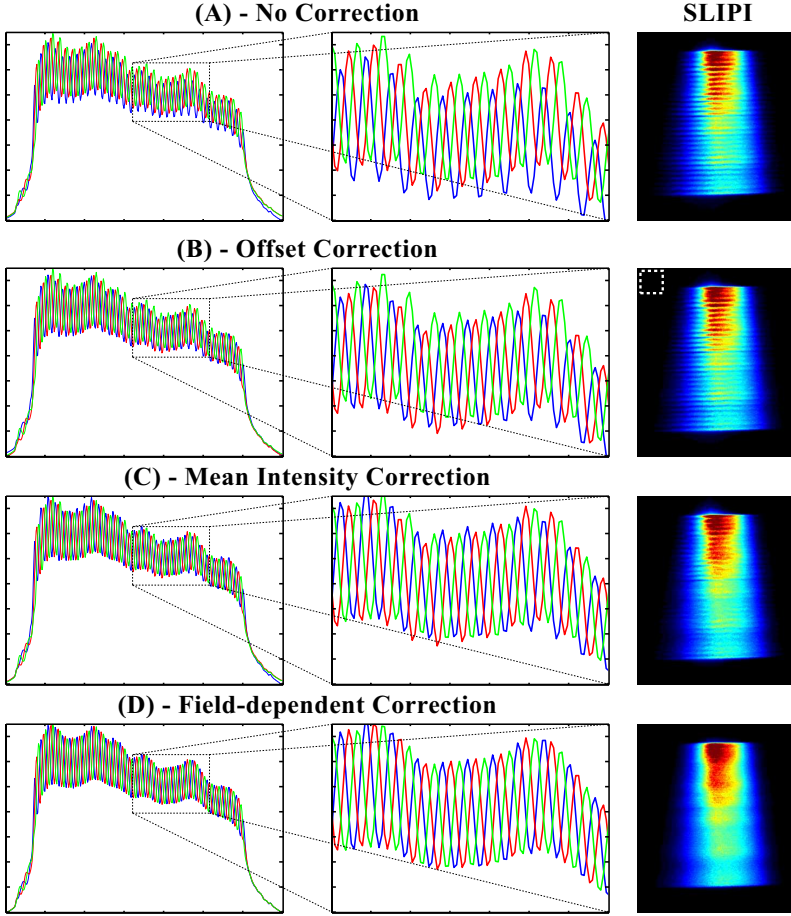 (A) - No Correction
SLIPI
(B) - Offset Correction
(C) - Mean Intensity Correction
(D) - Field-dependent Correction